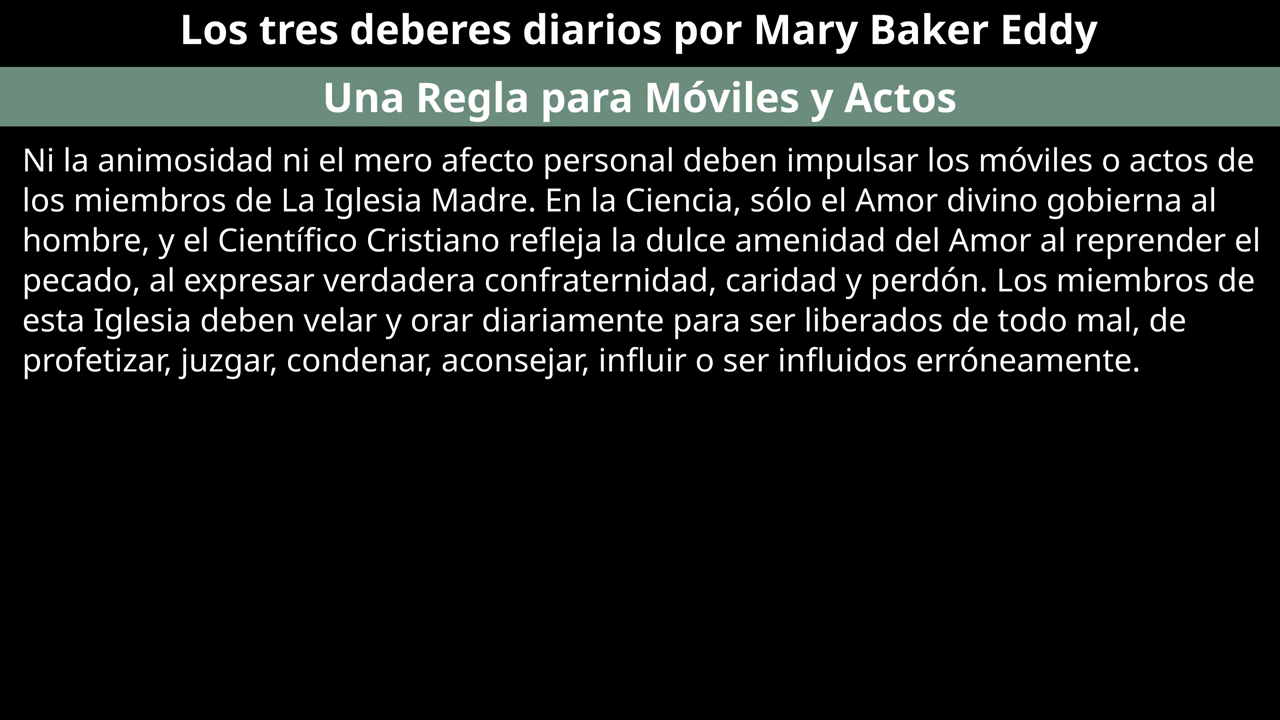 Los tres deberes diarios por Mary Baker Eddy
Una Regla para Móviles y Actos
Ni la animosidad ni el mero afecto personal deben impulsar los móviles o actos de
los miembros de La Iglesia Madre. En la Ciencia, sólo el Amor divino gobierna al
hombre, y el Científico Cristiano refleja la dulce amenidad del Amor al reprender el
pecado, al expresar verdadera confraternidad, caridad y perdón. Los miembros de
esta Iglesia deben velar y orar diariamente para ser liberados de todo mal, de
profetizar, juzgar, condenar, aconsejar, influir o ser influidos erróneamente.